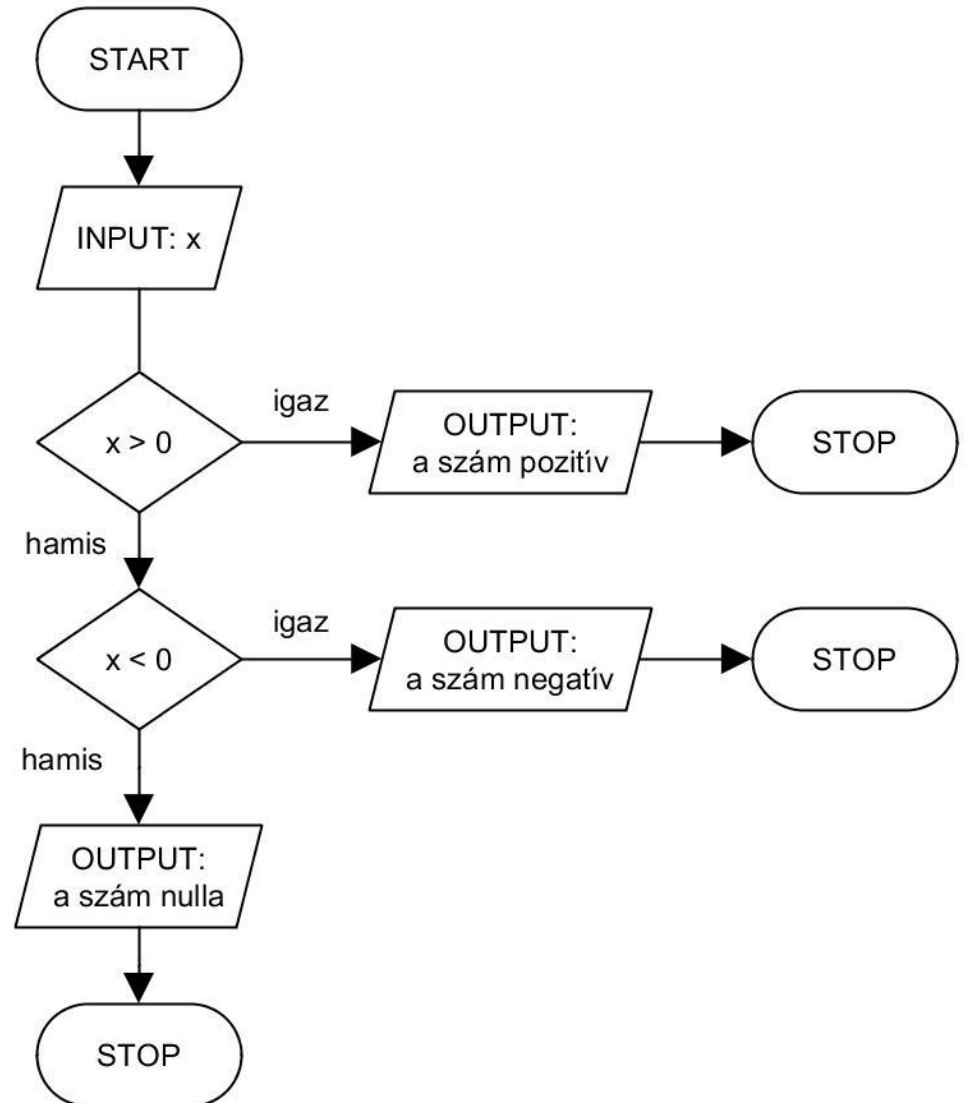 START
INPUT: x
x > 0
igaz
OUTPUT:
a szám pozitív
STOP
hamis
x < 0
igaz
OUTPUT:
a szám negatív
STOP
hamis
OUTPUT:
a szám nulla
STOP